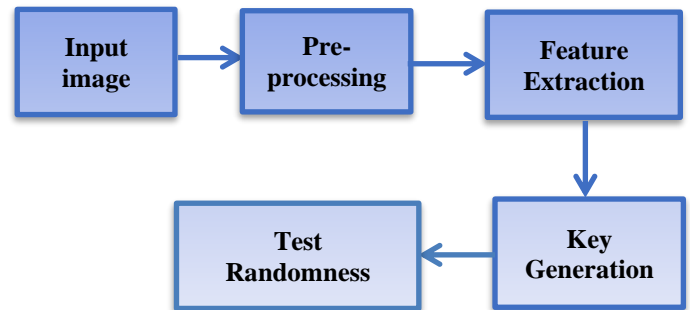 Input
image
Pre-
processing
Feature
Extraction
Key
Generation
Test
Randomness